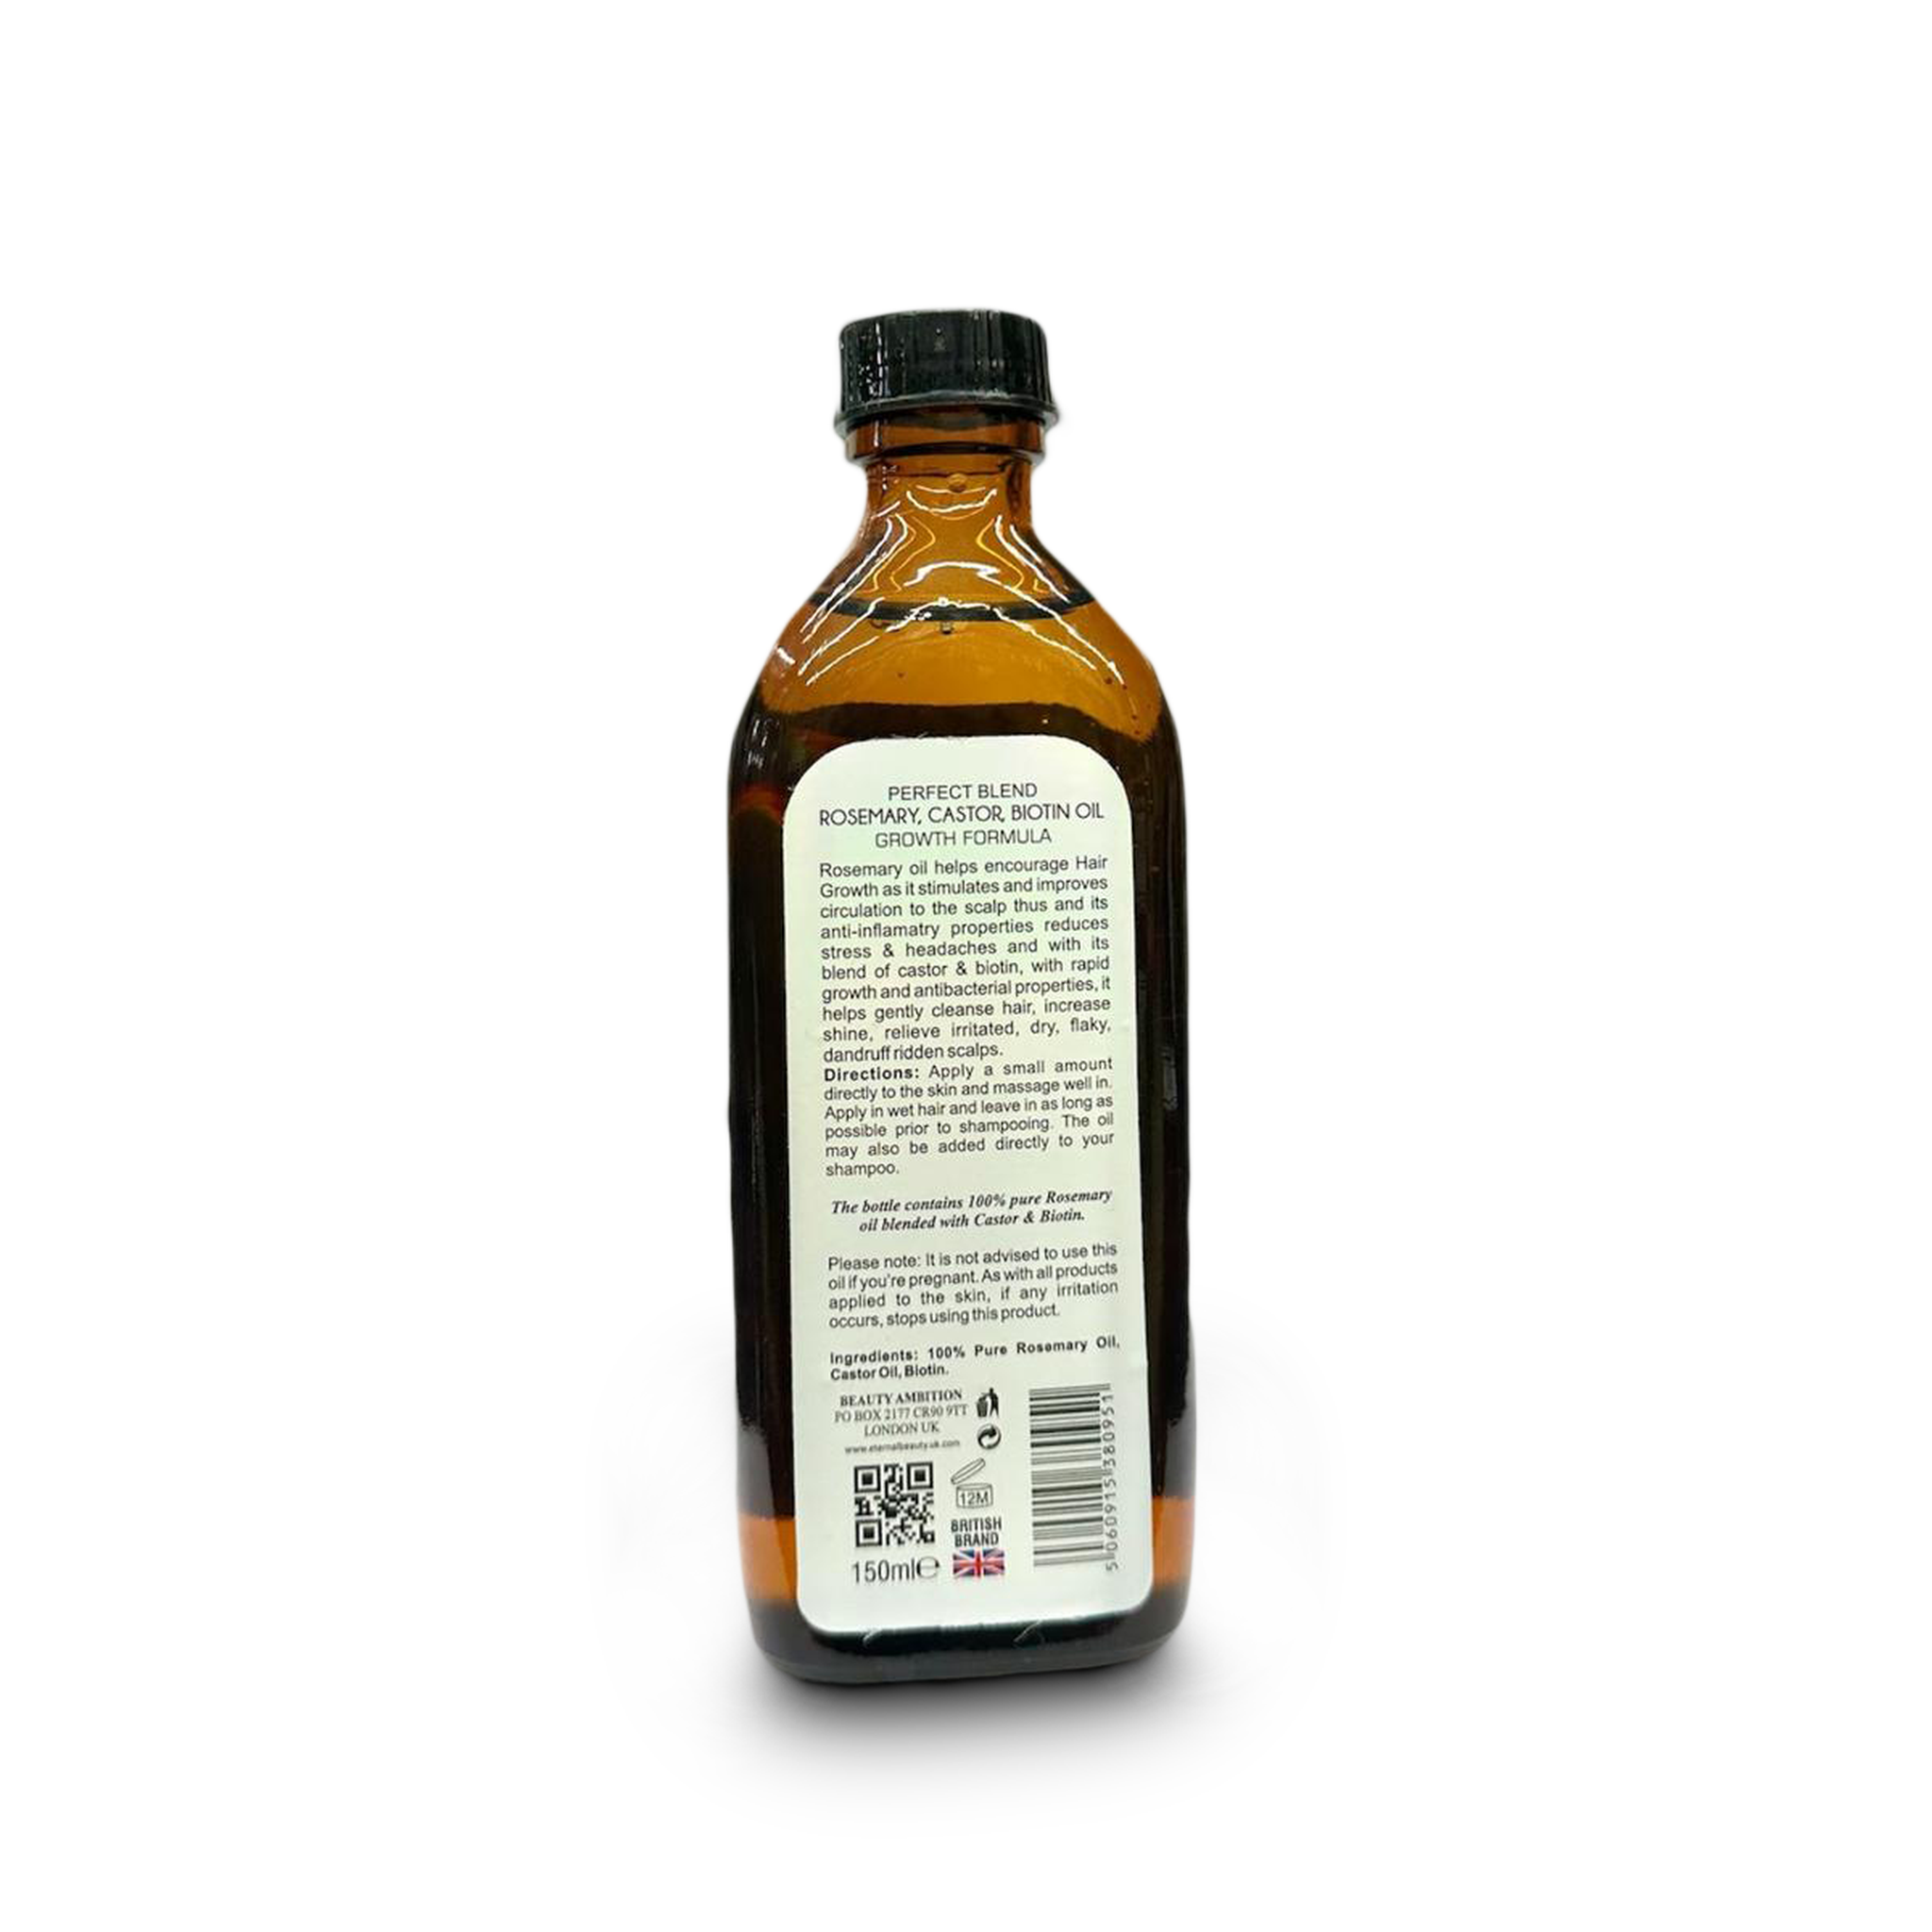 PERFECT BLEND
ROSEMARY, CASTOR, BIOTIN OIL
GROWTH FORMULA
Rosemary oil helps encourage Hair
Growth as it stimulates and improves
circulation to the scalp thus and its
anti-inflamatry properties reduces
stress & headaches and with its
blend of castor & biotin, with rapid
growth and antibacterial properties, it
helps gently cleanse hair, increase
shine, relieve irritated, dry, flaky,
dandruff ridden scalps.
Directions: Apply a small amount
directly to the skin and massage well in.
Apply in wet hair and leave in as long as
possible prior to shampooing. The oil
may also be added directly to your
shampoo.
The bottle contains 100% pure Rosemary
oil blended with Castor & Biotin.
Please note: It is not advised to use this
oil if you're pregnant. As with all products
applied to the skin, if any irritation
occurs, stops using this product.
Ingredients: 100% Pure Rosemary Oil,
Castor Oil, Biotin.
BEAUTY AMBITION
PO BOX 2177 CR90 9TT
LONDON UK
www.eternalbeautyuk.com
12M
BRITISH
BRAND
150ml℮
5 060915 380951